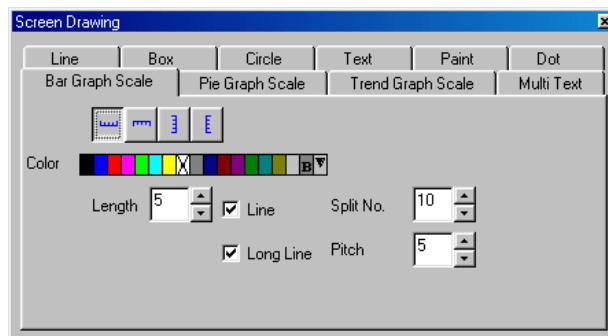 Screen Drawing
Line Box Circle Text Paint Dot
Bar Graph Scale Pie Graph Scale Trend Graph Scale Multi Text
Color B
Length 5 Line Split No. 10
Long Line Pitch 5